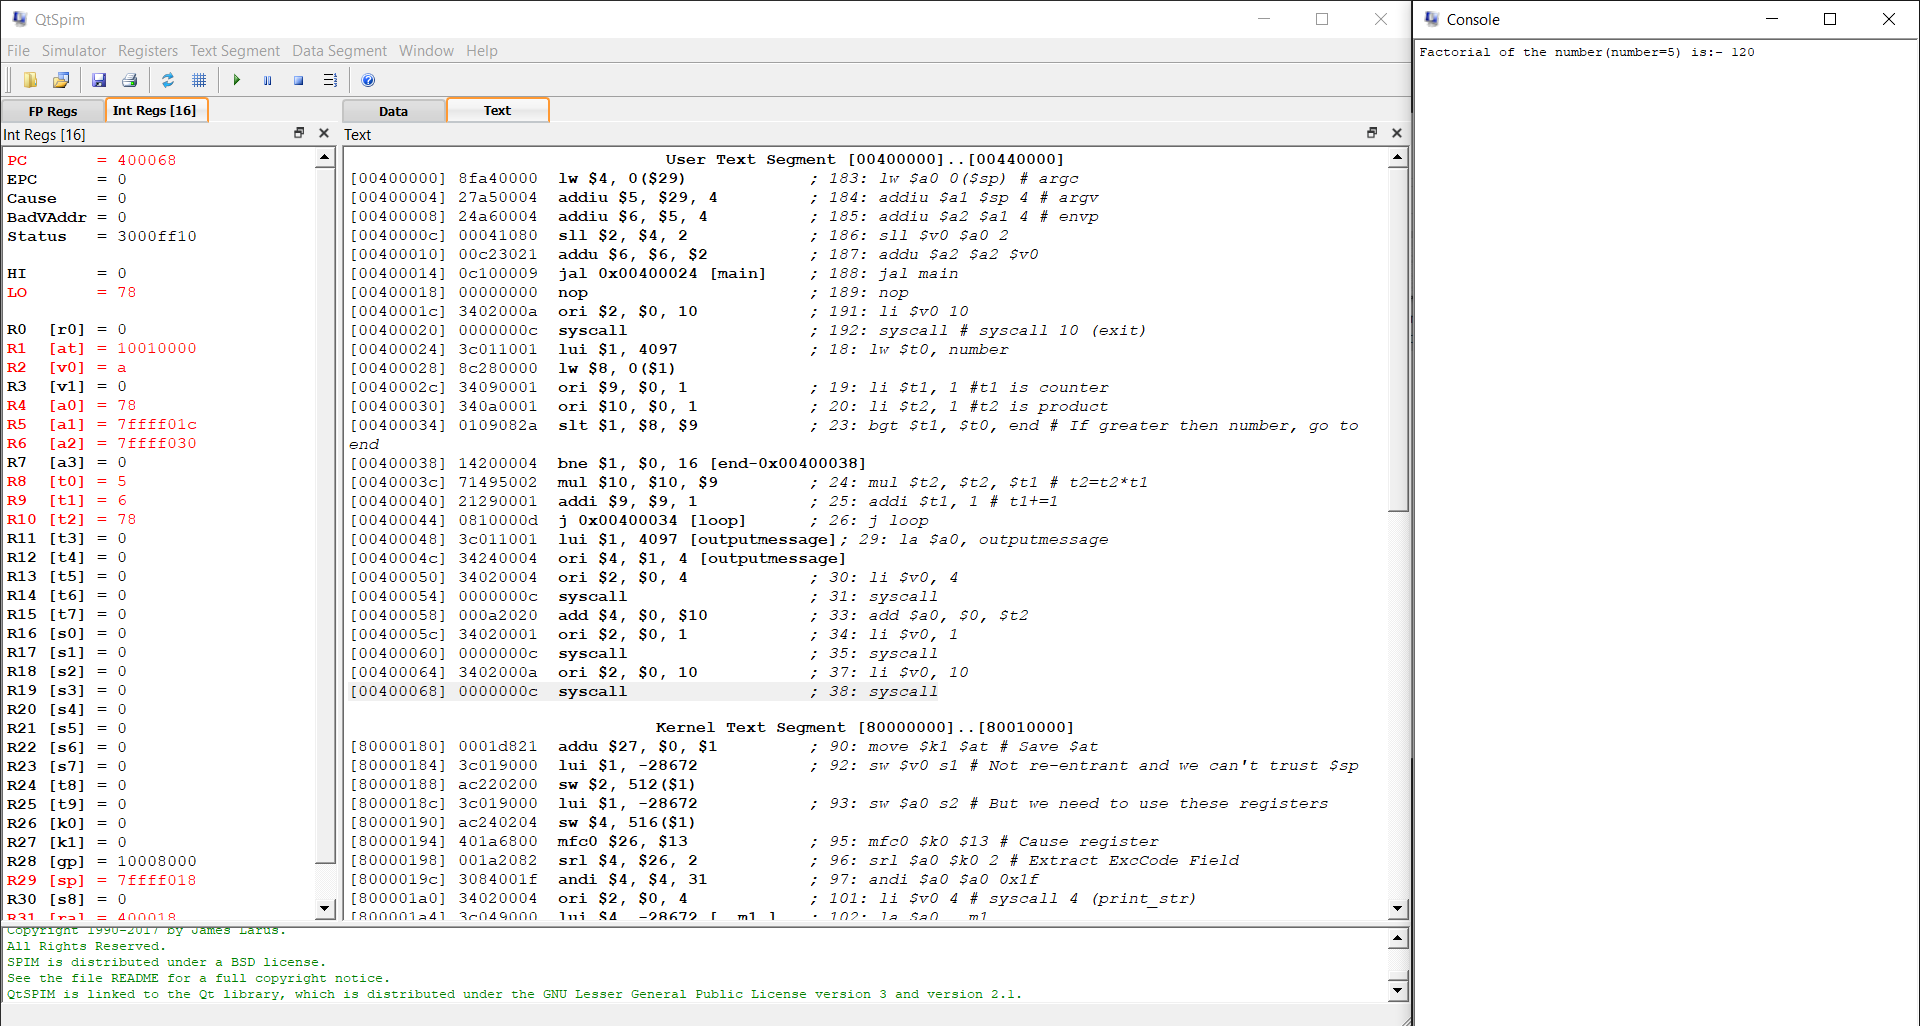 QtSpim
File Simulator Registers Text Segment Data Segment Window Help
FP Regs Int Regs [16]
Int Regs [16]
PC = 400068
EPC = 0
Cause = 0
BadVAddr = 0
Status = 3000ff10
HI = 0
LO = 78
R0 [r0] = 0
R1 [at] = 10010000
R2 [v0] = a
R3 [v1] = 0
R4 [a0] = 78
R5 [a1] = 7ffff01c
R6 [a2] = 7ffff030
R7 [a3] = 0
R8 [t0] = 5
R9 [t1] = 6
R10 [t2] = 78
R11 [t3] = 0
R12 [t4] = 0
R13 [t5] = 0
R14 [t6] = 0
R15 [t7] = 0
R16 [s0] = 0
R17 [s1] = 0
R18 [s2] = 0
R19 [s3] = 0
R20 [s4] = 0
R21 [s5] = 0
R22 [s6] = 0
R23 [s7] = 0
R24 [t8] = 0
R25 [t9] = 0
R26 [k0] = 0
R27 [k1] = 0
R28 [gp] = 10008000
R29 [sp] = 7ffff018
R30 [s8] = 0
R31 [ra] = 400018
Data Text
Text
User Text Segment [00400000]..[00440000]
[00400000] 8fa40000 lw $4, 0($29) ; 183: lw $a0 0($sp) # argc
[00400004] 27a50004 addiu $5, $29, 4 ; 184: addiu $a1 $sp 4 # argv
[00400008] 24a60004 addiu $6, $5, 4 ; 185: addiu $a2 $a1 4 # envp
[0040000c] 00041080 sll $2, $4, 2 ; 186: sll $v0 $a0 2
[00400010] 00c23021 addu $6, $6, $2 ; 187: addu $a2 $a2 $v0
[00400014] 0c100009 jal 0x00400024 [main] ; 188: jal main
[00400018] 00000000 nop ; 189: nop
[0040001c] 3402000a ori $2, $0, 10 ; 191: li $v0 10
[00400020] 0000000c syscall ; 192: syscall # syscall 10 (exit)
[00400024] 3c011001 lui $1, 4097 ; 18: lw $t0, number
[00400028] 8c280000 lw $8, 0($1)
[0040002c] 34090001 ori $9, $0, 1 ; 19: li $t1, 1 #t1 is counter
[00400030] 340a0001 ori $10, $0, 1 ; 20: li $t2, 1 #t2 is product
[00400034] 0109082a slt $1, $8, $9 ; 23: bgt $t1, $t0, end # If greater then number, go to
end
[00400038] 14200004 bne $1, $0, 16 [end-0x00400038]
[0040003c] 71495002 mul $10, $10, $9 ; 24: mul $t2, $t2, $t1 # t2=t2*t1
[00400040] 21290001 addi $9, $9, 1 ; 25: addi $t1, 1 # t1+=1
[00400044] 0810000d j 0x00400034 [loop] ; 26: j loop
[00400048] 3c011001 lui $1, 4097 [outputmessage]; 29: la $a0, outputmessage
[0040004c] 34240004 ori $4, $1, 4 [outputmessage]
[00400050] 34020004 ori $2, $0, 4 ; 30: li $v0, 4
[00400054] 0000000c syscall ; 31: syscall
[00400058] 000a2020 add $4, $0, $10 ; 33: add $a0, $0, $t2
[0040005c] 34020001 ori $2, $0, 1 ; 34: li $v0, 1
[00400060] 0000000c syscall ; 35: syscall
[00400064] 3402000a ori $2, $0, 10 ; 37: li $v0, 10
[00400068] 0000000c syscall ; 38: syscall
Kernel Text Segment [80000000]..[80010000]
[80000180] 0001d821 addu $27, $0, $1 ; 90: move $k1 $at # Save $at
[80000184] 3c019000 lui $1, -28672 ; 92: sw $v0 s1 # Not re-entrant and we can't trust $sp
[80000188] ac220200 sw $2, 512($1)
[8000018c] 3c019000 lui $1, -28672 ; 93: sw $a0 s2 # But we need to use these registers
[80000190] ac240204 sw $4, 516($1)
[80000194] 401a6800 mfc0 $26, $13 ; 95: mfc0 $k0 $13 # Cause register
[80000198] 001a2082 srl $4, $26, 2 ; 96: srl $a0 $k0 2 # Extract ExcCode Field
[8000019c] 3084001f andi $4, $4, 31 ; 97: andi $a0 $a0 0x1f
[800001a0] 34020004 ori $2, $0, 4 ; 101: li $v0 4 # syscall 4 (print_str)
[800001a4] 3c049000 lui $4, -28672 [__m1_] ; 102: la $a0 __m1_
Copyright 1990-2017 by James Larus.
All Rights Reserved.
SPIM is distributed under a BSD license.
See the file README for a full copyright notice.
QtSPIM is linked to the Qt library, which is distributed under the GNU Lesser General Public License version 3 and version 2.1.
Console
Factorial of the number(number=5) is:- 120